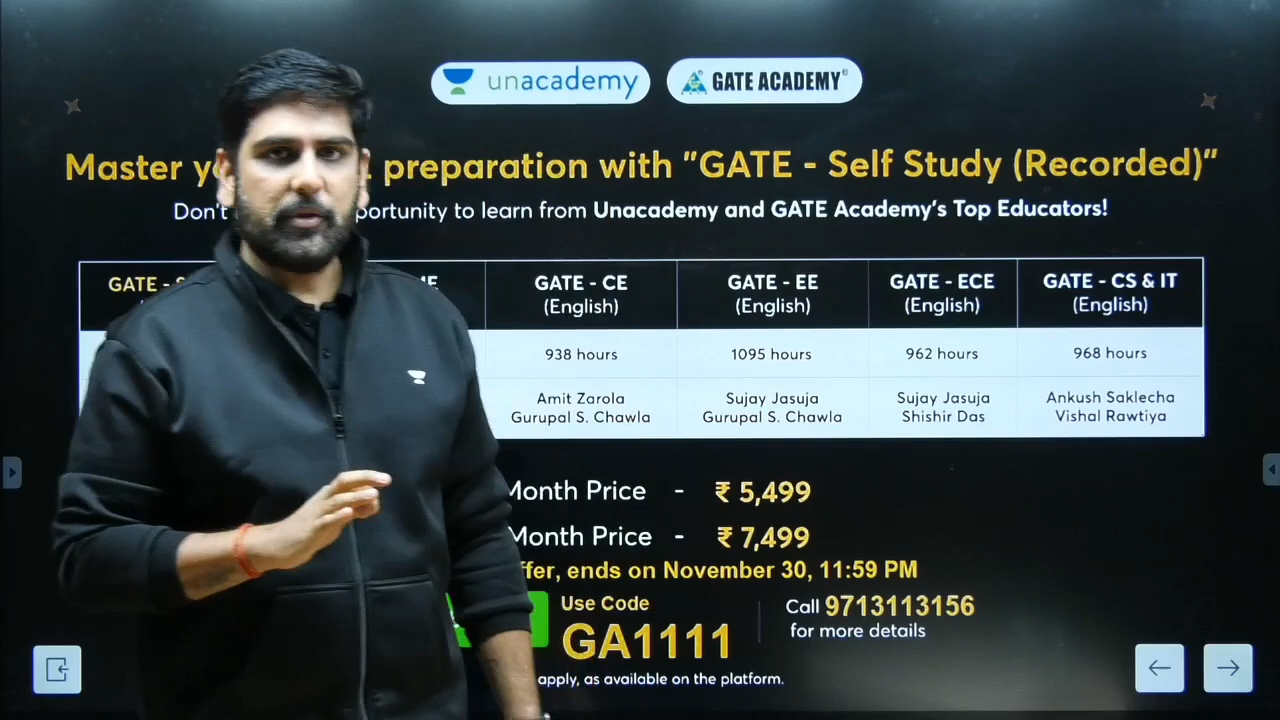 unacademy
GATE ACADEMY®
Master preparation with "GATE - Self Study (Recorded)"
Don't to learn from Unacademy and GATE Academy's Top Educators!
GATE -
GATE - CE
(English)
GATE - EE
(English)
GATE - ECE
(English)
GATE - CS & IT
(English)
938 hours
1095 hours
962 hours
968 hours
Amit Zarola
Gurupal S. Chawla
Sujay Jasuja
Gurupal S. Chawla
Sujay Jasuja
Shishir Das
Ankush Saklecha
Vishal Rawtiya
Month Price - ₹ 5,499
Month Price - ₹ 7,499
ends on November 30, 11:59 PM
Use Code
GA1111
Call 9713113156
for more details
apply, as available on the platform.